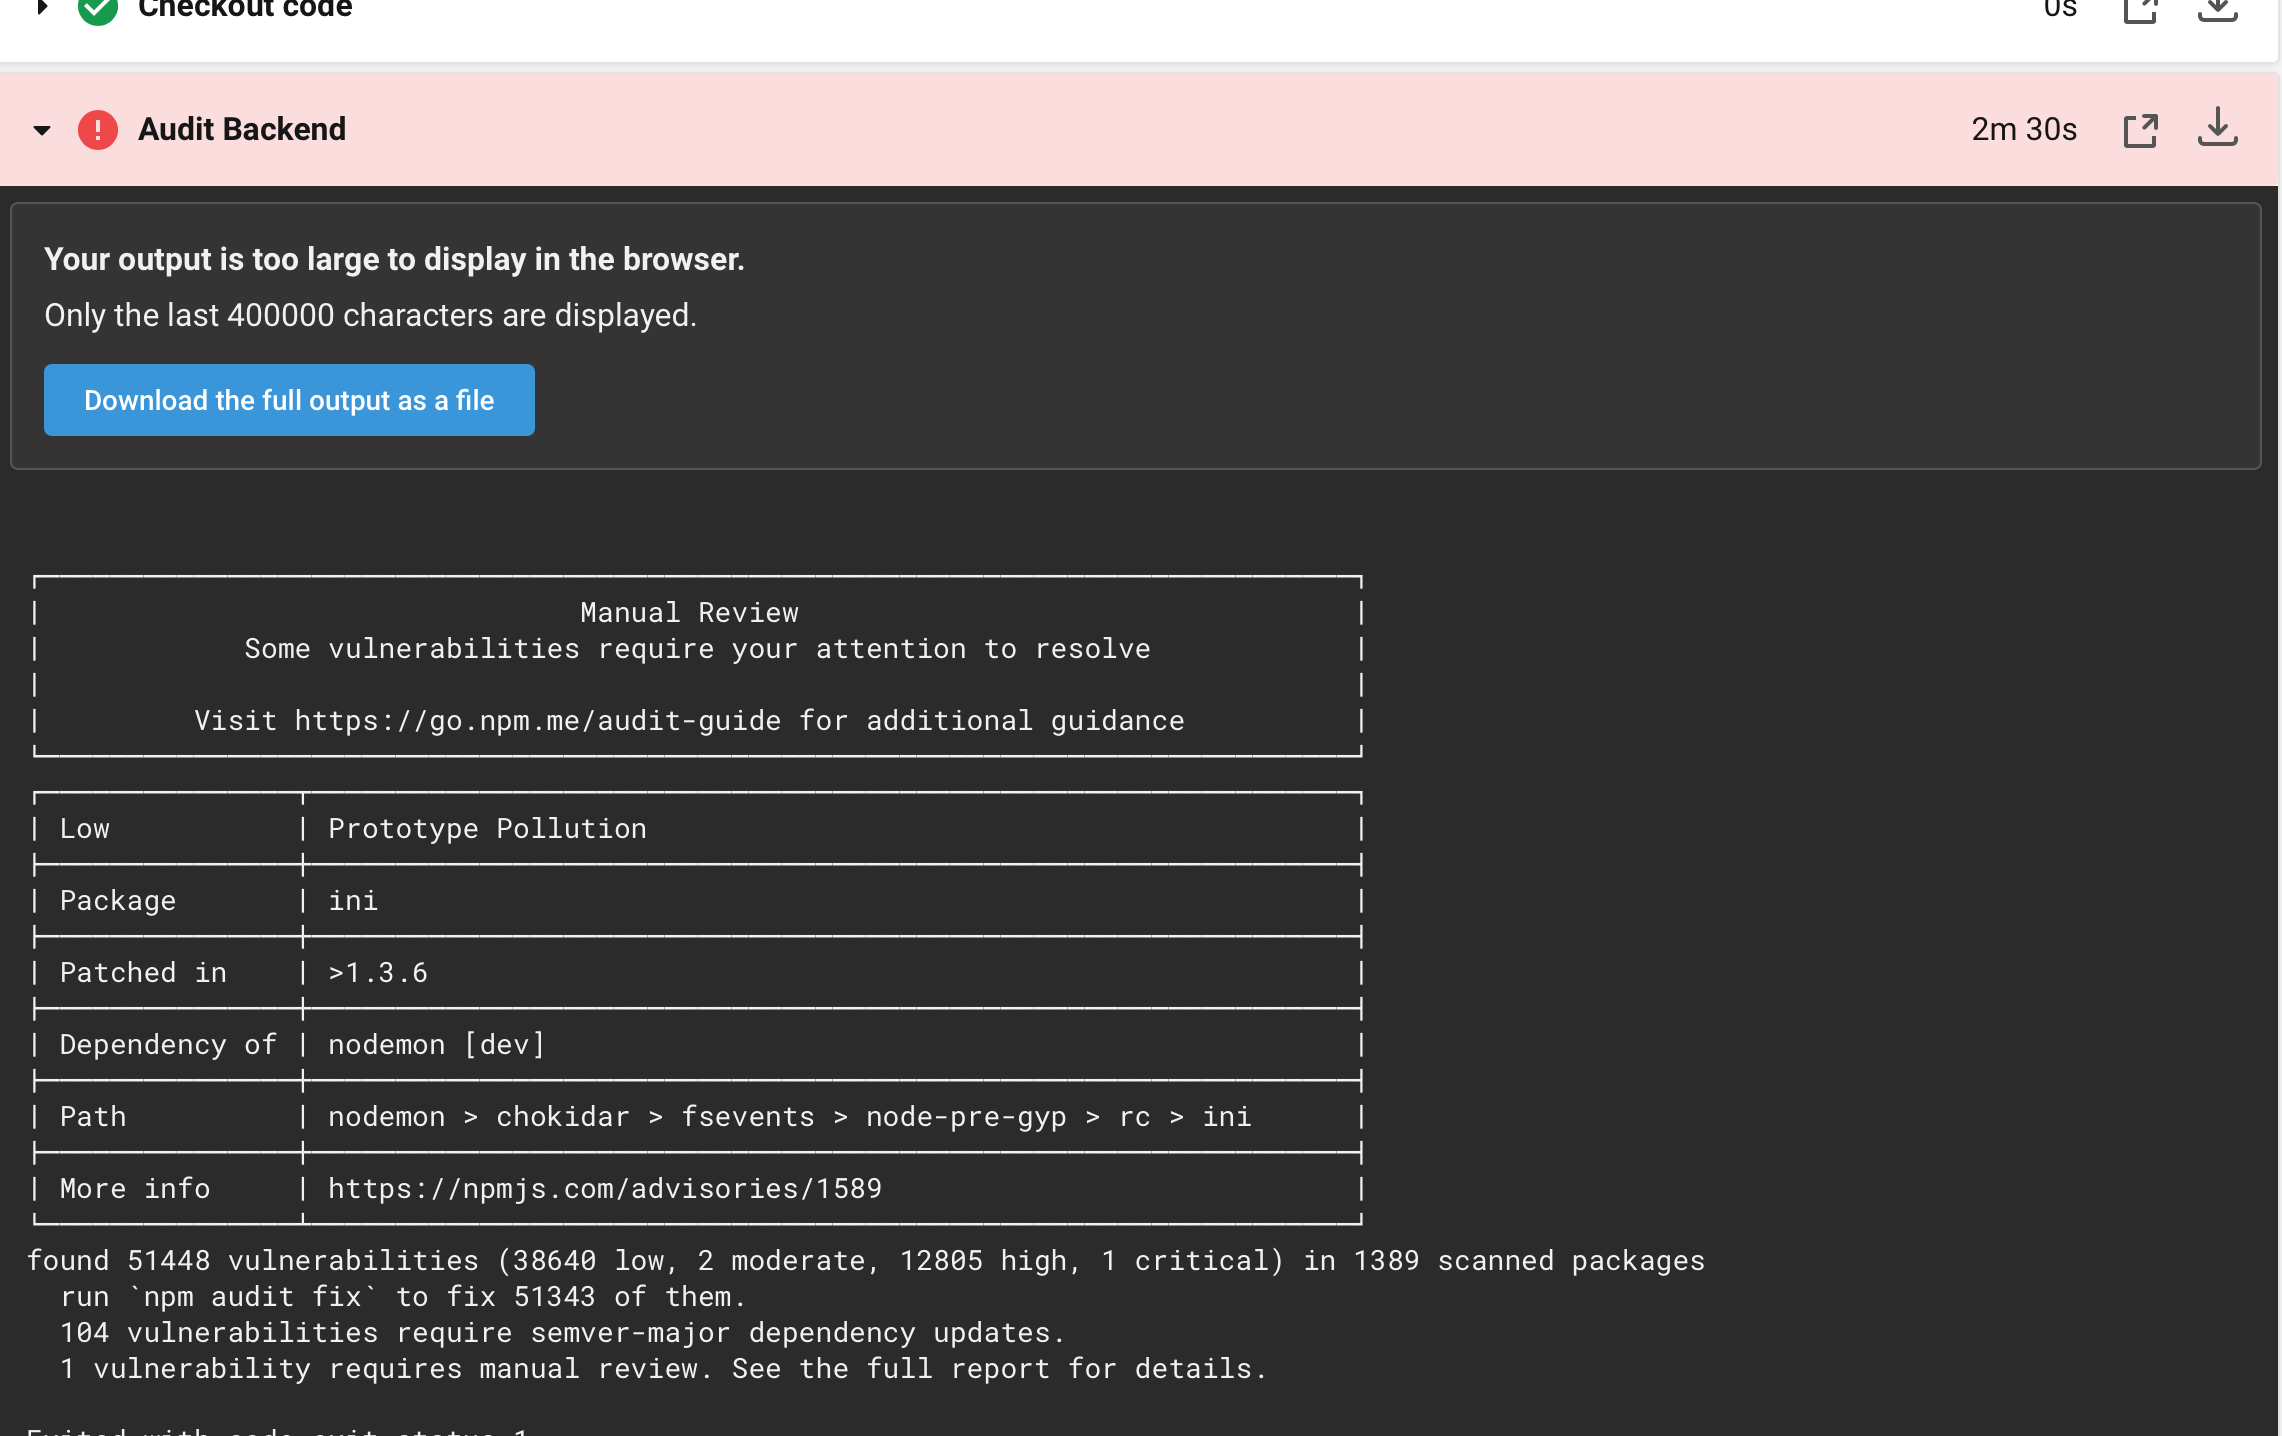 Checkout code 0s
Audit Backend 2m 30s
Your output is too large to display in the browser.
Only the last 400000 characters are displayed.
Download the full output as a file
Manual Review
Some vulnerabilities require your attention to resolve
Visit https://go.npm.me/audit-guide for additional guidance
Low | Prototype Pollution
Package | ini
Patched in | >1.3.6
Dependency of | nodemon [dev]
Path | nodemon > chokidar > fsevents > node-pre-gyp > rc > ini
More info | https://npmjs.com/advisories/1589
found 51448 vulnerabilities (38640 low, 2 moderate, 12805 high, 1 critical) in 1389 scanned packages
run `npm audit fix` to fix 51343 of them.
104 vulnerabilities require semver-major dependency updates.
1 vulnerability requires manual review. See the full report for details.
Exited with code exit status 1